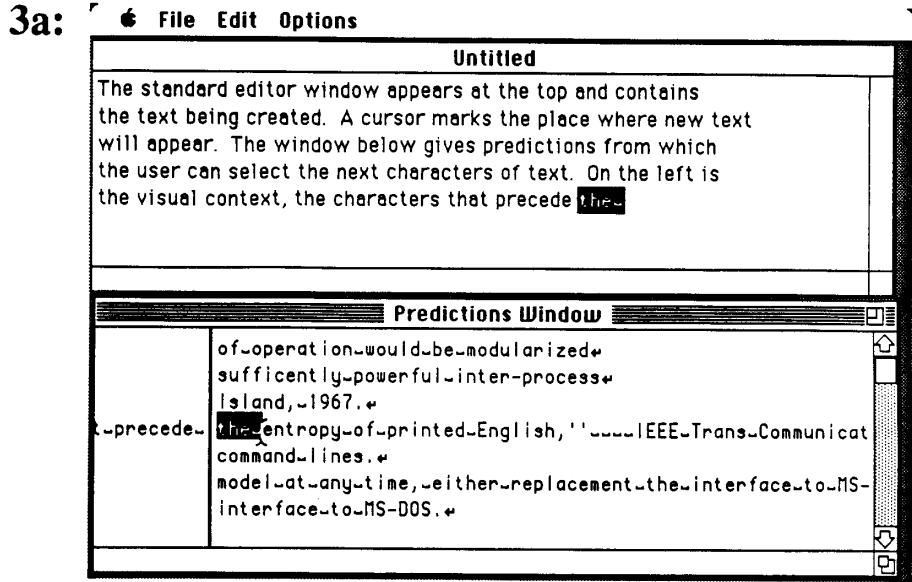 3a:
File Edit Options
Untitled
The standard editor window appears at the top and contains
the text being created. A cursor marks the place where new text
will appear. The window below gives predictions from which
the user can select the next characters of text. On the left is
the visual context, the characters that precede the␣
Predictions Window
of␣operation␣would␣be␣modularized↵
sufficently␣powerful␣inter-process↵
Island,␣1967.↵
t␣precede␣ the␣entropy␣of␣printed␣English,''␣␣␣␣IEEE␣Trans␣Communicat
command␣lines.↵
model␣at␣any␣time,␣either␣replacement␣the␣interface␣to␣MS-
interface␣to␣MS-DOS.↵